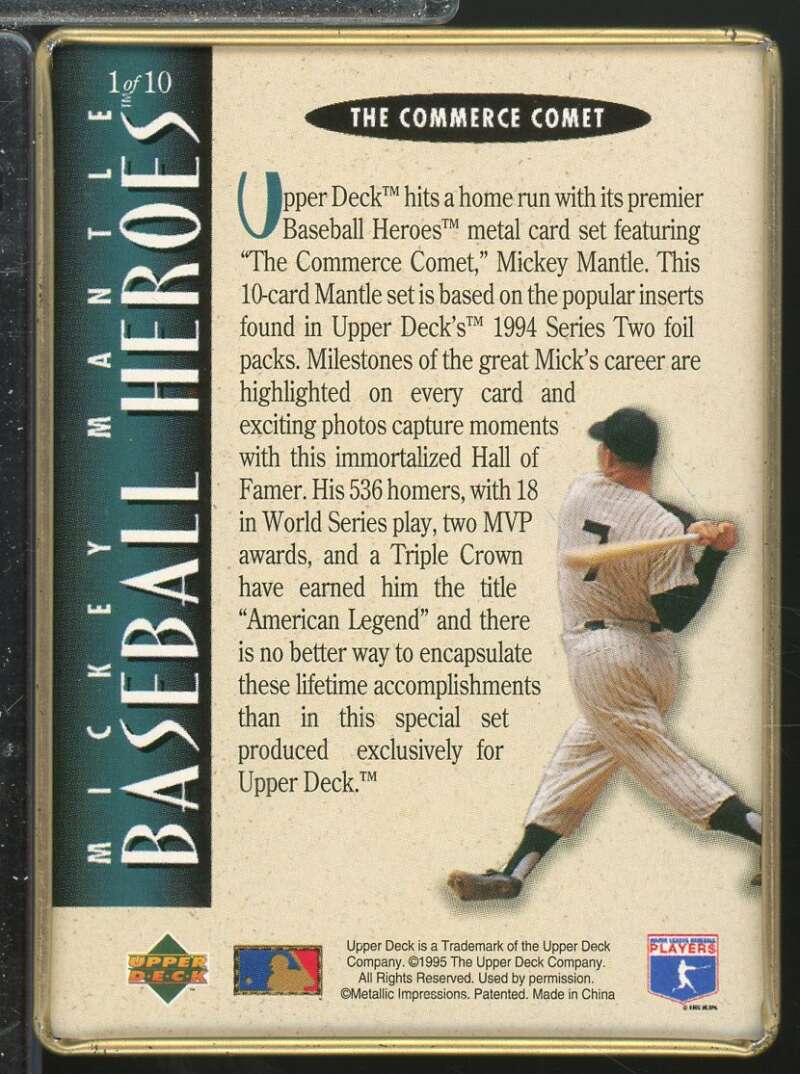 1 of 10
MICKEY MANTLE
BASEBALL HEROES™
THE COMMERCE COMET
Upper Deck™ hits a home run with its premier
Baseball Heroes™ metal card set featuring
“The Commerce Comet,” Mickey Mantle. This
10-card Mantle set is based on the popular inserts
found in Upper Deck’s™ 1994 Series Two foil
packs. Milestones of the great Mick’s career are
highlighted on every card and
exciting photos capture moments
with this immortalized Hall of
Famer. His 536 homers, with 18
in World Series play, two MVP
awards, and a Triple Crown
have earned him the title
“American Legend” and there
is no better way to encapsulate
these lifetime accomplishments
than in this special set
produced exclusively for
Upper Deck.™
7
UPPER
DECK
Upper Deck is a Trademark of the Upper Deck
Company. ©1995 The Upper Deck Company.
All Rights Reserved. Used by permission.
©Metallic Impressions. Patented. Made in China
MAJOR LEAGUE BASEBALL
PLAYERS